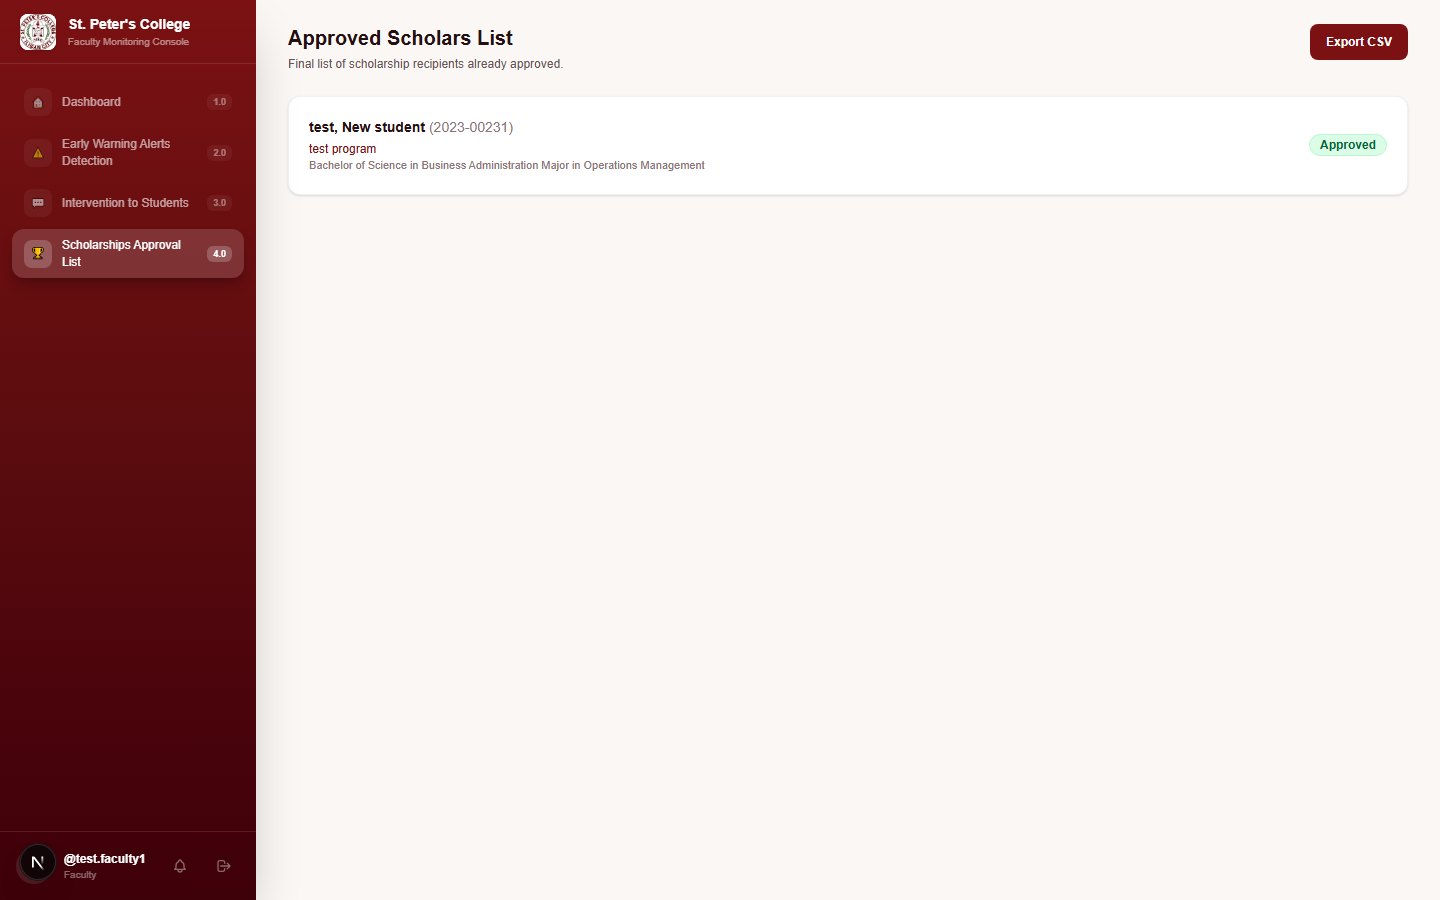 St. Peter's College
Faculty Monitoring Console
Dashboard 1.0
Early Warning Alerts
Detection 2.0
Intervention to Students 3.0
Scholarships Approval
List 4.0
@test.faculty1
Faculty
N
Approved Scholars List
Final list of scholarship recipients already approved.
Export CSV
test, New student (2023-00231)
test program
Bachelor of Science in Business Administration Major in Operations Management
Approved